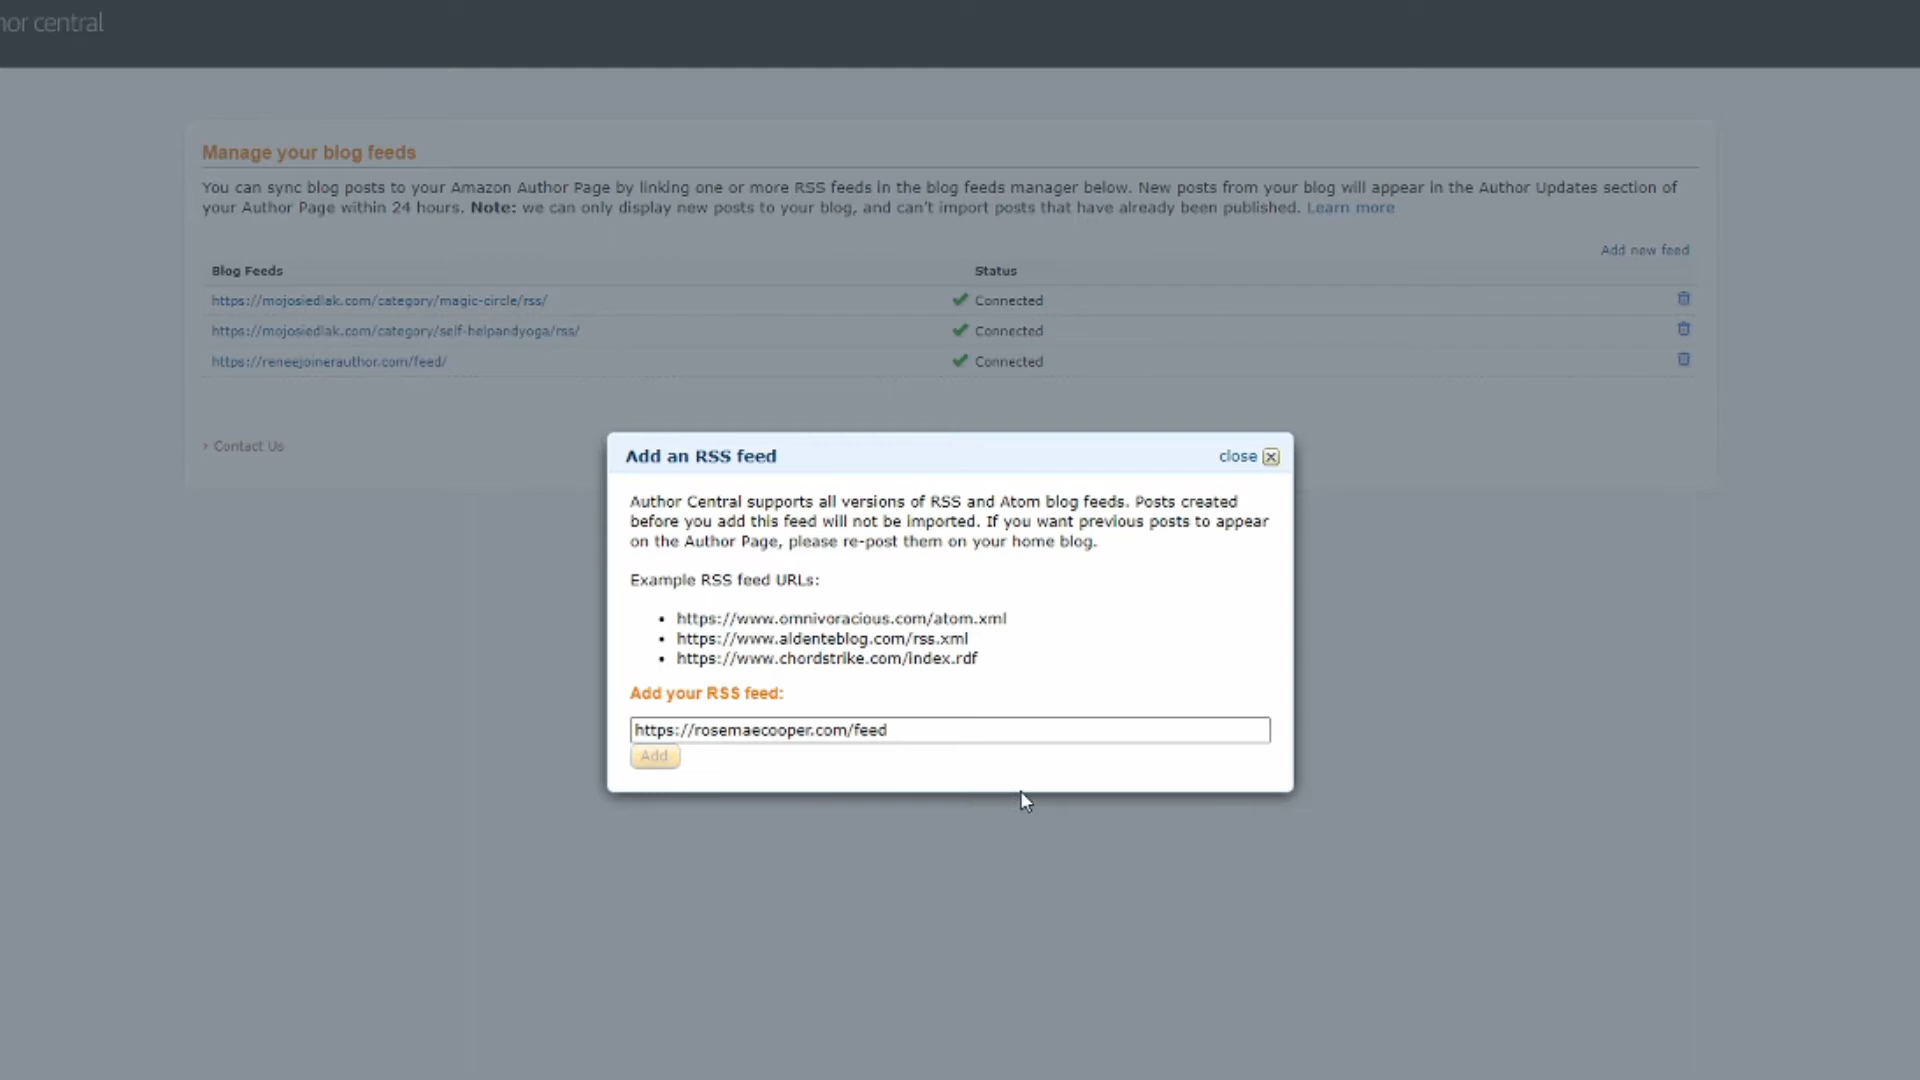 hor central
Manage your blog feeds
You can sync blog posts to your Amazon Author Page by linking one or more RSS feeds in the blog feeds manager below. New posts from your blog will appear in the Author Updates section of
your Author Page within 24 hours. Note: we can only display new posts to your blog, and can't import posts that have already been published. Learn more
Add new feed
Blog Feeds Status
https://mojosiedlak.com/category/magic-circle/rss/ Connected
https://mojosiedlak.com/category/self-helpandyoga/rss/ Connected
https://reneejoinerauthor.com/feed/ Connected
Contact Us
Add an RSS feed close
Author Central supports all versions of RSS and Atom blog feeds. Posts created
before you add this feed will not be imported. If you want previous posts to appear
on the Author Page, please re-post them on your home blog.
Example RSS feed URLs:
• https://www.omnivoracious.com/atom.xml
• https://www.aldenteblog.com/rss.xml
• https://www.chordstrike.com/index.rdf
Add your RSS feed:
https://rosemaecooper.com/feed
Add